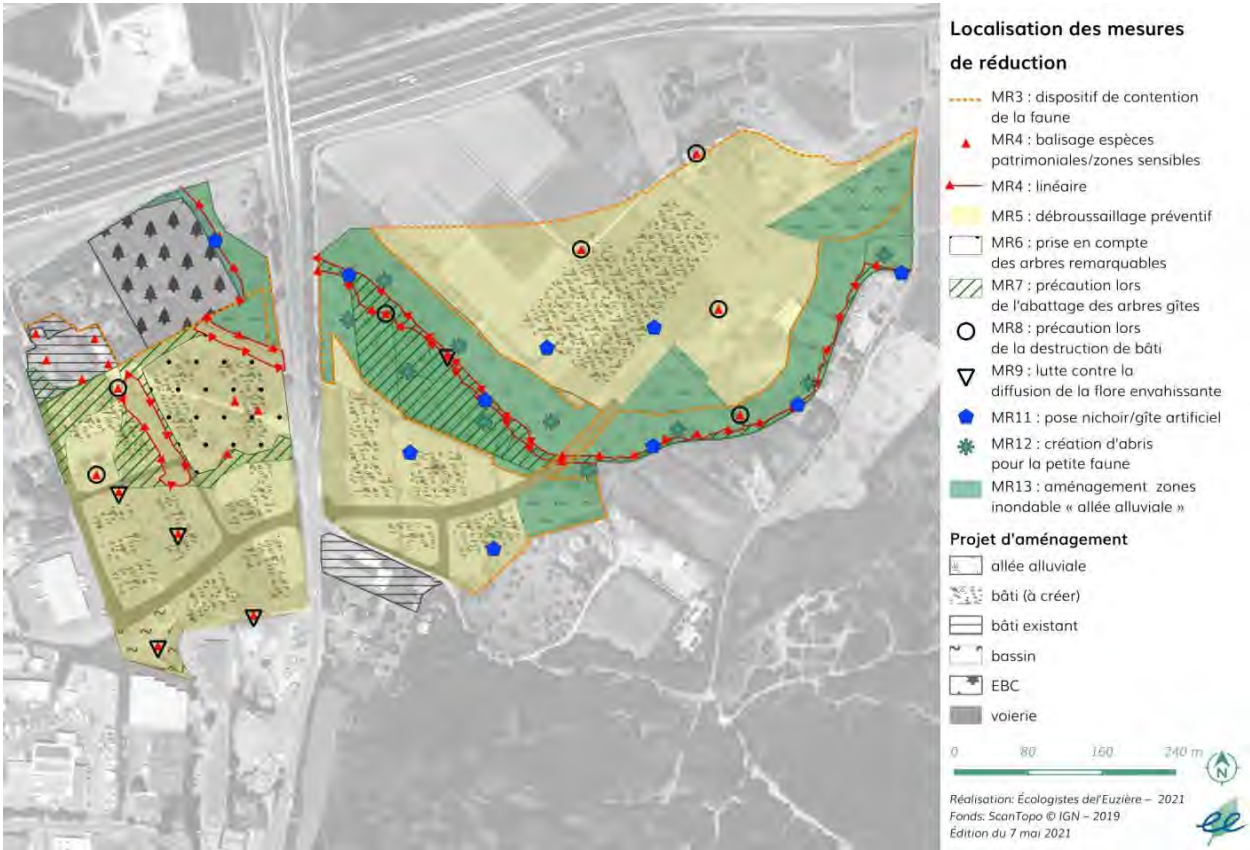 Localisation des mesures
de réduction
MR3 : dispositif de contention
de la faune
MR4 : balisage espèces
patrimoniales/zones sensibles
MR4 : linéaire
MR5 : débroussaillage préventif
MR6 : prise en compte
des arbres remarquables
MR7 : précaution lors
de l'abattage des arbres gîtes
MR8 : précaution lors
de la destruction de bâti
MR9 : lutte contre la
diffusion de la flore envahissante
MR11 : pose nichoir/gîte artificiel
MR12 : création d'abris
pour la petite faune
MR13 : aménagement zones
inondable « allée alluviale »
Projet d'aménagement
allée alluviale
bâti (à créer)
bâti existant
bassin
EBC
voierie
0 80 160 240 m
N
Réalisation: Écologistes del'Euzière – 2021
Fonds: ScanTopo © IGN – 2019
Édition du 7 mai 2021
ee